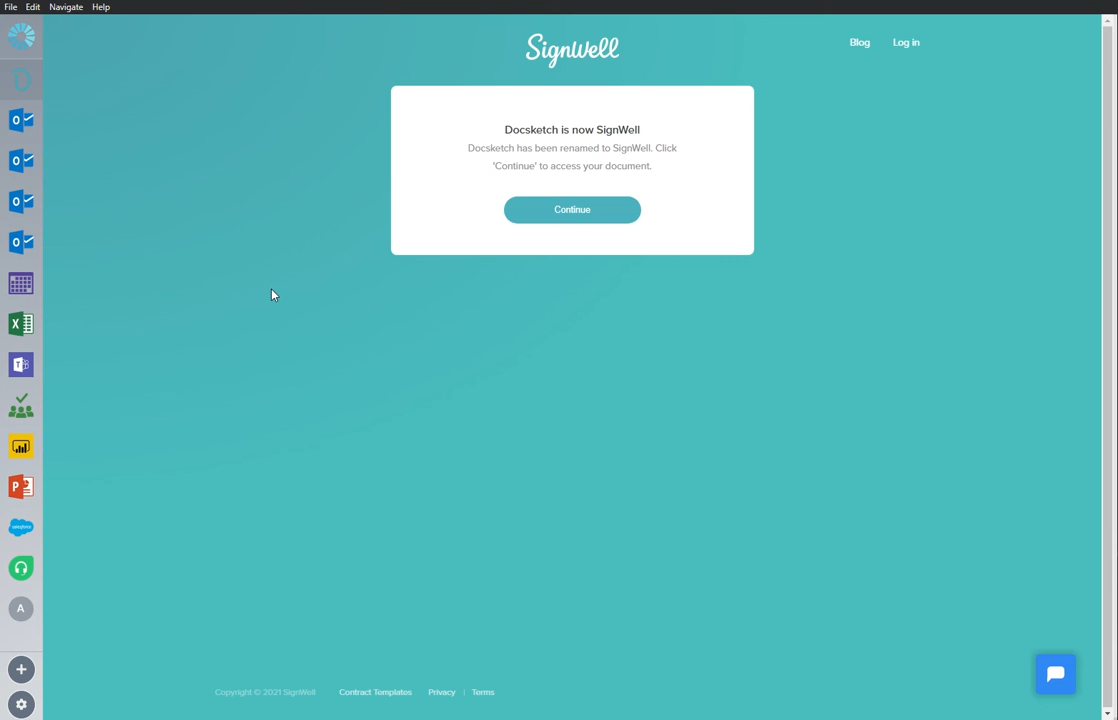 File Edit Navigate Help
SignWell
Blog Log in
Docsketch is now SignWell
Docsketch has been renamed to SignWell. Click
'Continue' to access your document.
Continue
O
O
O
O
X
T
P
salesforce
A
Copyright © 2021 SignWell Contract Templates Privacy | Terms